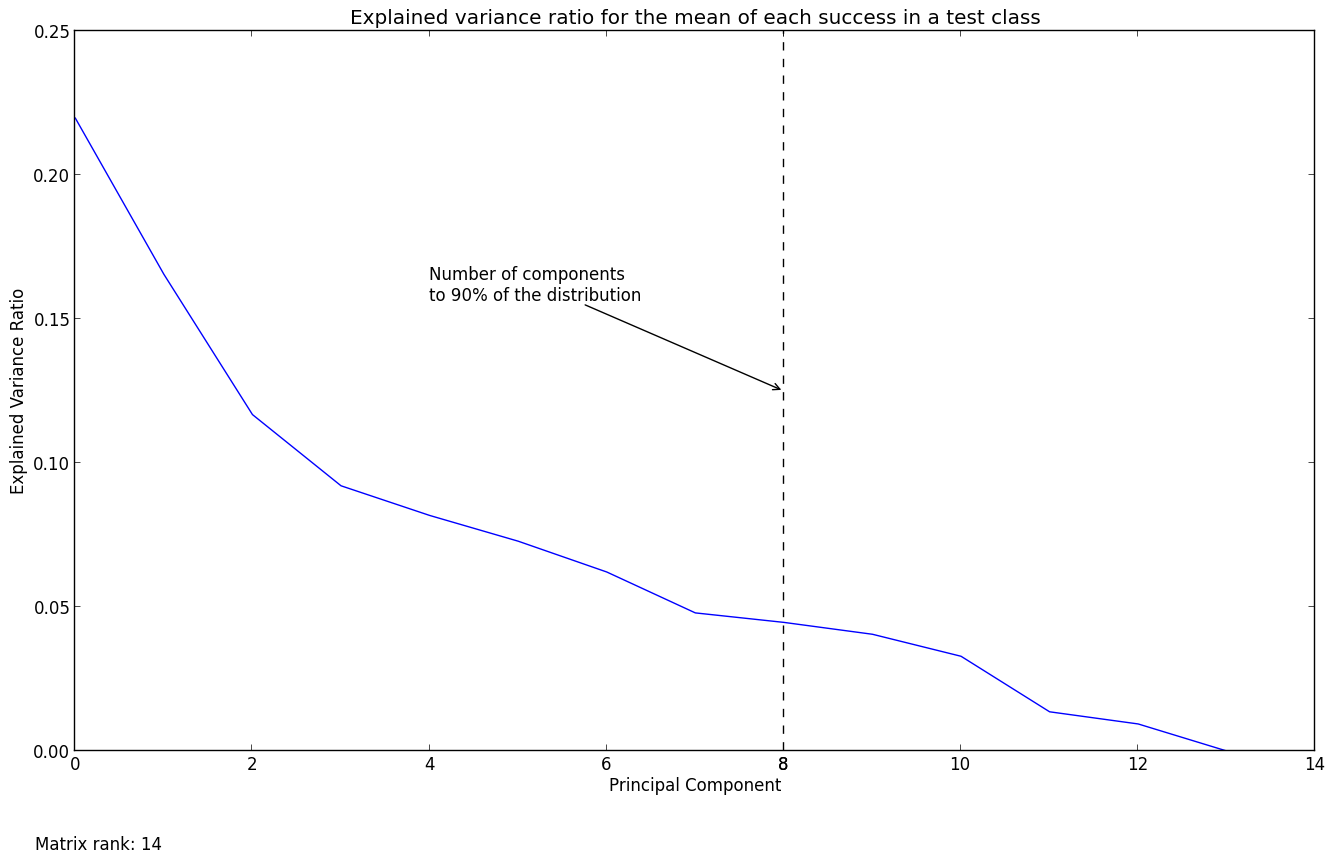 Explained variance ratio for the mean of each success in a test class
0.25
0.20
0.15
0.10
0.05
0.00
Explained Variance Ratio
Number of components
to 90% of the distribution
0 2 4 6 8 10 12 14
Principal Component
Matrix rank: 14